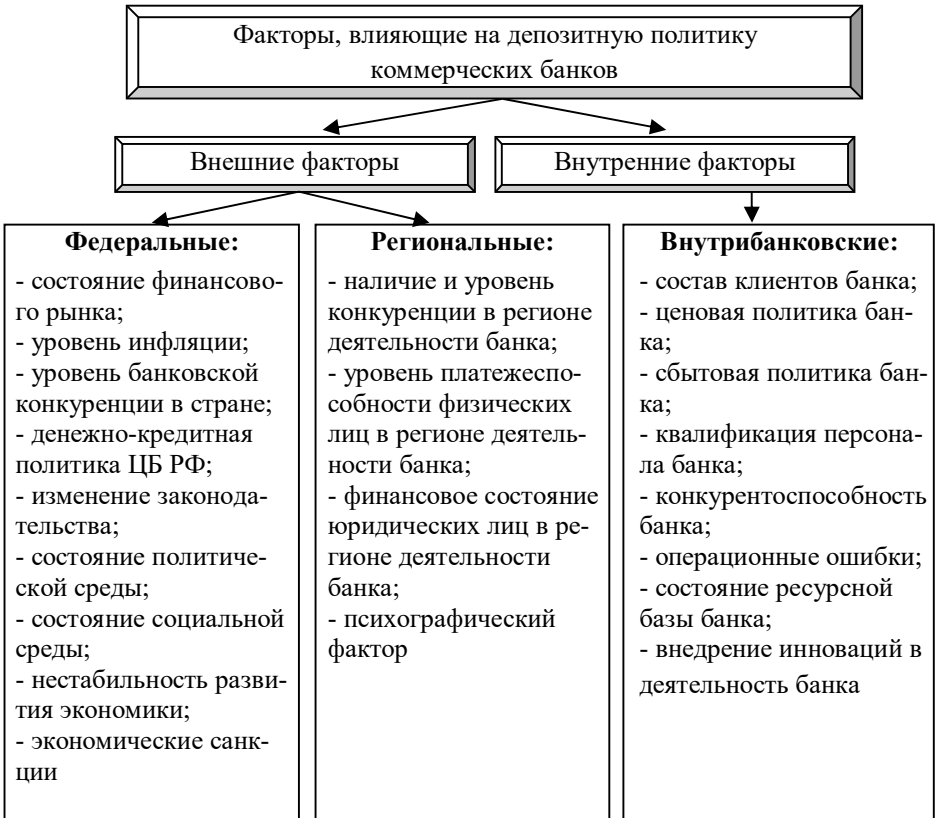 Факторы, влияющие на депозитную политику
коммерческих банков
Внешние факторы
Внутренние факторы
Федеральные:
- состояние финансово-
го рынка;
- уровень инфляции;
- уровень банковской
конкуренции в стране;
- денежно-кредитная
политика ЦБ РФ;
- изменение законода-
тельства;
- состояние политиче-
ской среды;
- состояние социальной
среды;
- нестабильность разви-
тия экономики;
- экономические санк-
ции
Региональные:
- наличие и уровень
конкуренции в регионе
деятельности банка;
- уровень платежеспо-
собности физических
лиц в регионе деятель-
ности банка;
- финансовое состояние
юридических лиц в ре-
гионе деятельности
банка;
- психографический
фактор
Внутрибанковские:
- состав клиентов банка;
- ценовая политика бан-
ка;
- сбытовая политика бан-
ка;
- квалификация персона-
ла банка;
- конкурентоспособность
банка;
- операционные ошибки;
- состояние ресурсной
базы банка;
- внедрение инноваций в
деятельность банка